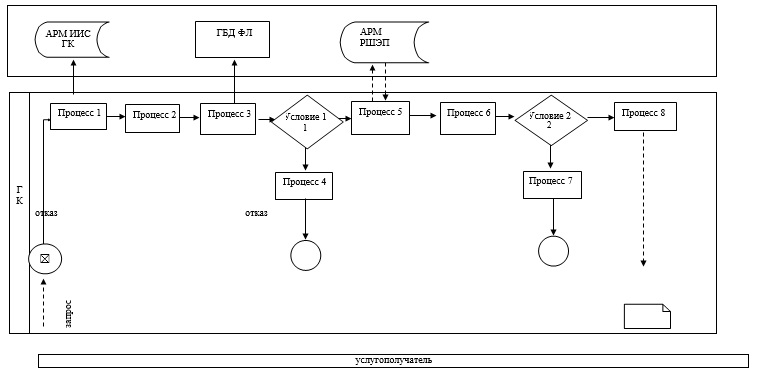 АРМ ИИС
ГК
ГБД ФЛ
АРМ
РШЭП
Процесс 1
Процесс 2
Процесс 3
Условие 1
1
Процесс 5
Процесс 6
Условие 2
2
Процесс 8
Процесс 4
Процесс 7
Г
К
отказ
отказ
запрос
услугополучатель